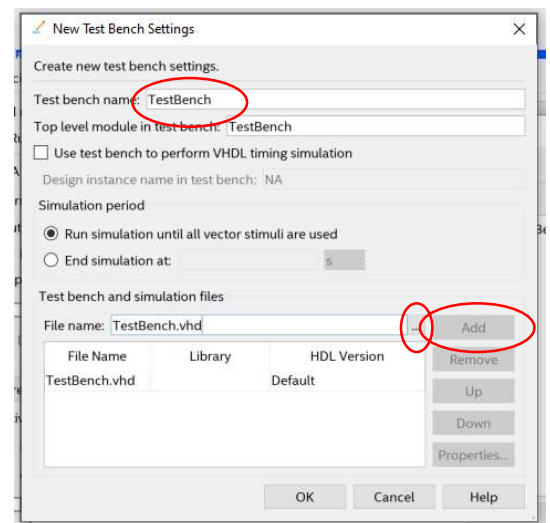 New Test Bench Settings
Create new test bench settings.
Test bench name: TestBench
Top level module in test bench: TestBench
Use test bench to perform VHDL timing simulation
Design instance name in test bench: NA
Simulation period
Run simulation until all vector stimuli are used
End simulation at: s
Test bench and simulation files
File name: TestBench.vhd ... Add
File Name Library HDL Version Remove
TestBench.vhd Default
Up
Down
Properties...
OK Cancel Help